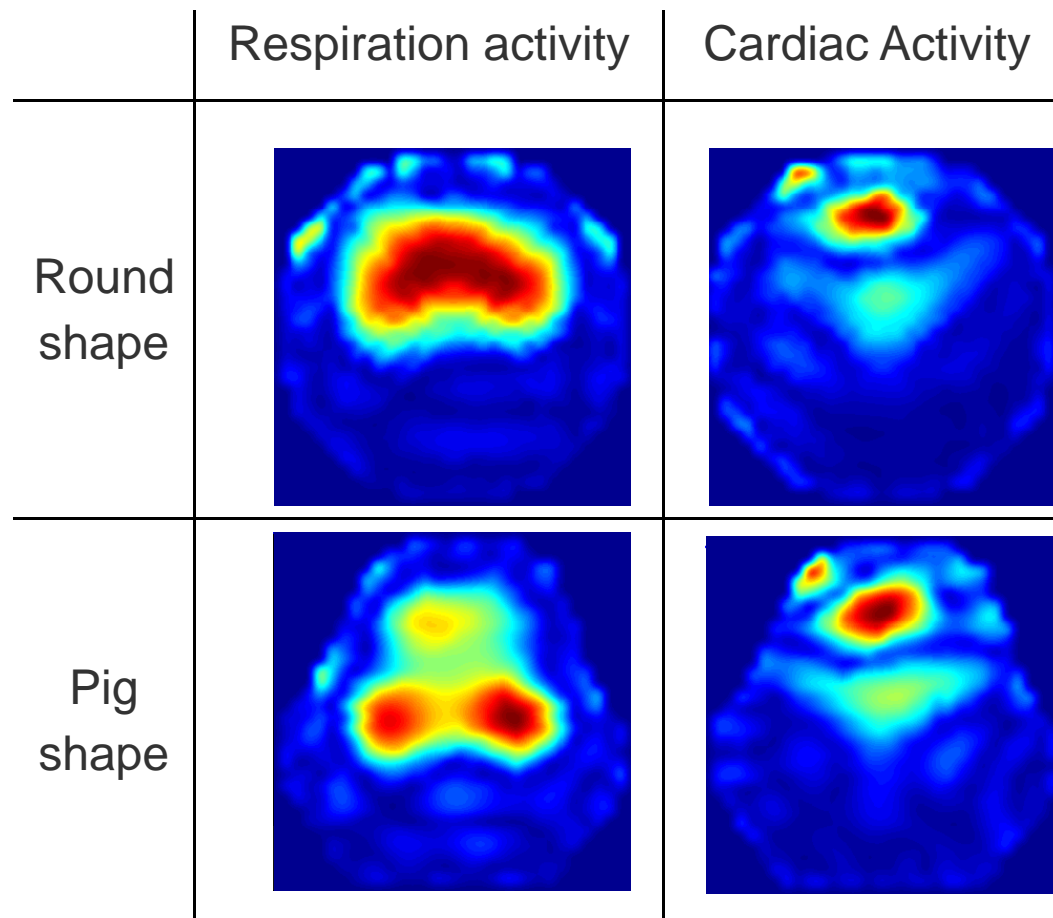 Respiration activity
Cardiac Activity
Round
shape
Pig
shape